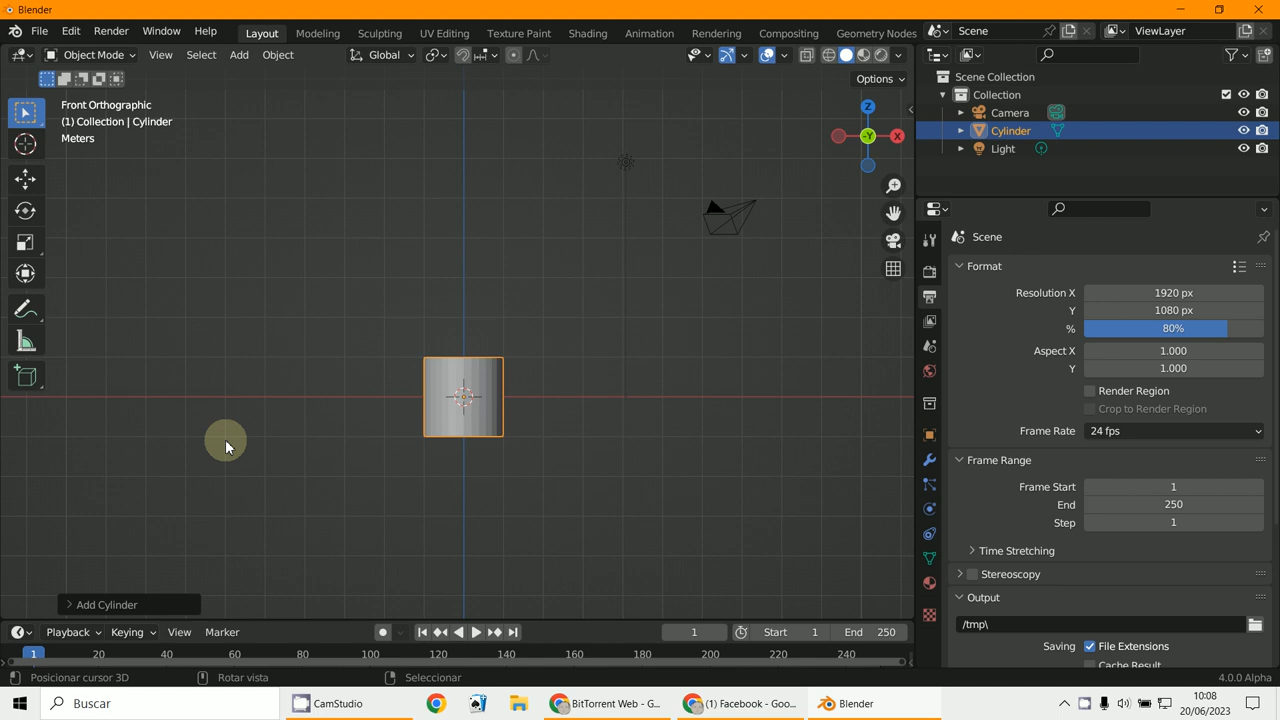 Blender
File Edit Render Window Help
Layout Modeling Sculpting UV Editing Texture Paint Shading Animation Rendering Compositing Geometry Nodes
Scene
ViewLayer
Object Mode View Select Add Object
Global
Options
Front Orthographic
(1) Collection | Cylinder
Meters
Z
-Y
X
Add Cylinder
Scene Collection
Collection
Camera
Cylinder
Light
Scene
Format
Resolution X 1920 px
Y 1080 px
% 80%
Aspect X 1.000
Y 1.000
Render Region
Crop to Render Region
Frame Rate 24 fps
Frame Range
Frame Start 1
End 250
Step 1
Time Stretching
Stereoscopy
Output
/tmp\
Saving File Extensions
Cache Result
Playback Keying View Marker
1
Start 1
End 250
1 20 40 60 80 100 120 140 160 180 200 220 240
Posicionar cursor 3D Rotar vista Seleccionar
4.0.0 Alpha
Buscar
CamStudio
BitTorrent Web - G...
(1) Facebook - Goo...
Blender
10:08
20/06/2023